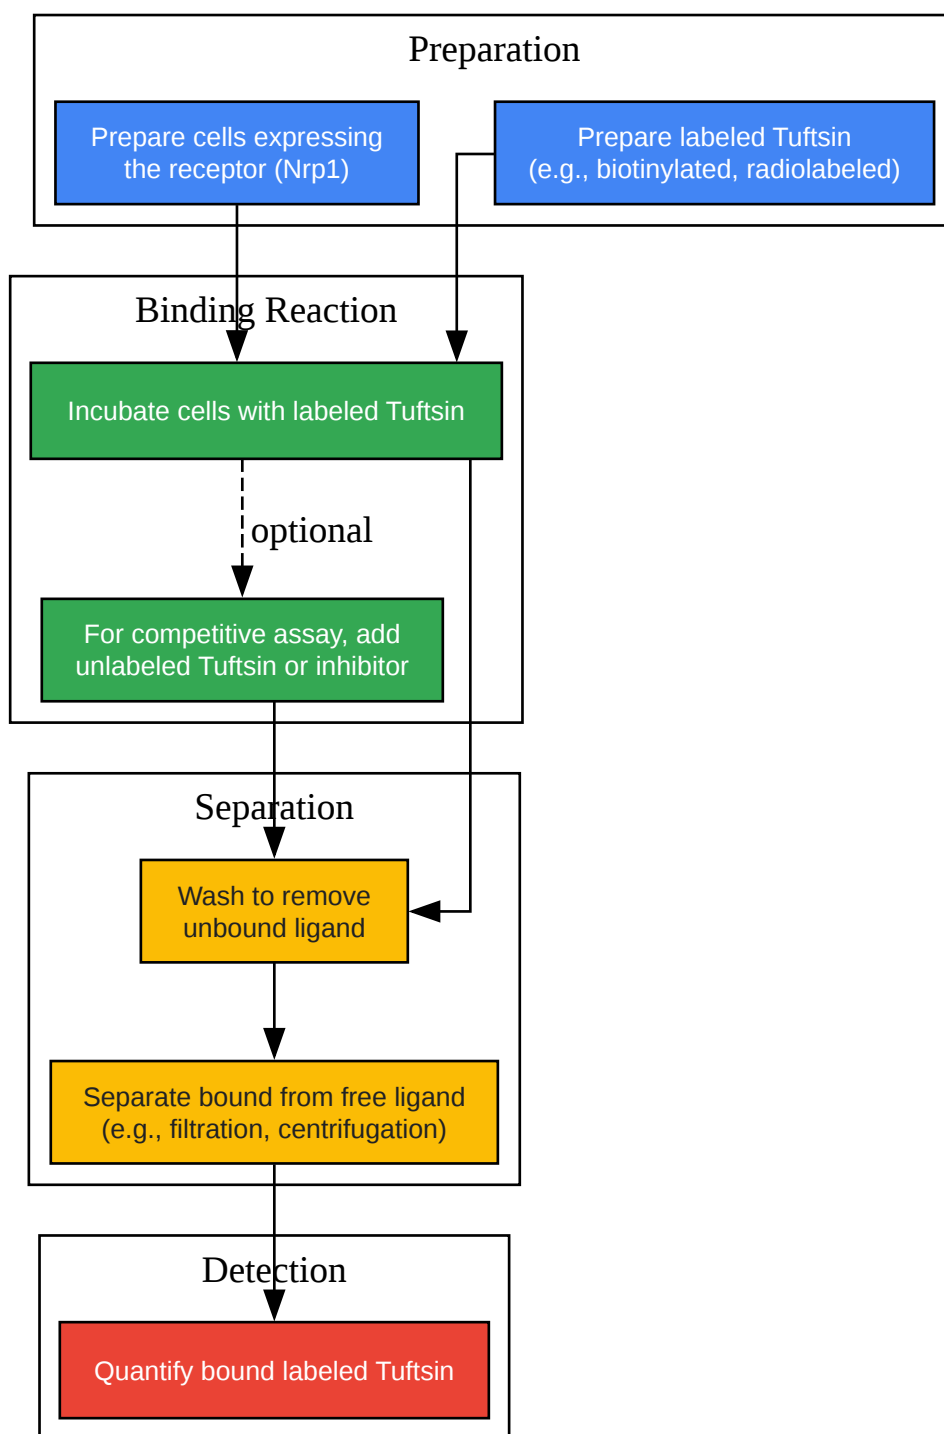 Preparation
Prepare cells expressing
the receptor (Nrp1)
Prepare labeled Tuftsin
(e.g., biotinylated, radiolabeled)
Binding Reaction
Incubate cells with labeled Tuftsin
optional
For competitive assay, add
unlabeled Tuftsin or inhibitor
Separation
Wash to remove
unbound ligand
Separate bound from free ligand
(e.g., filtration, centrifugation)
Detection
Quantify bound labeled Tuftsin